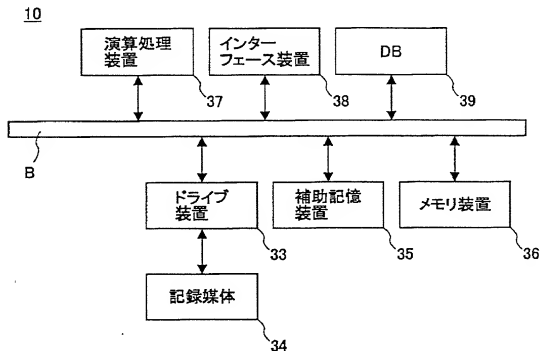 10
演算処理
装置
37
インター
フェース装置
38
DB
39
B
ドライブ
装置
33
補助記憶
装置
35
メモリ装置
36
記録媒体
34